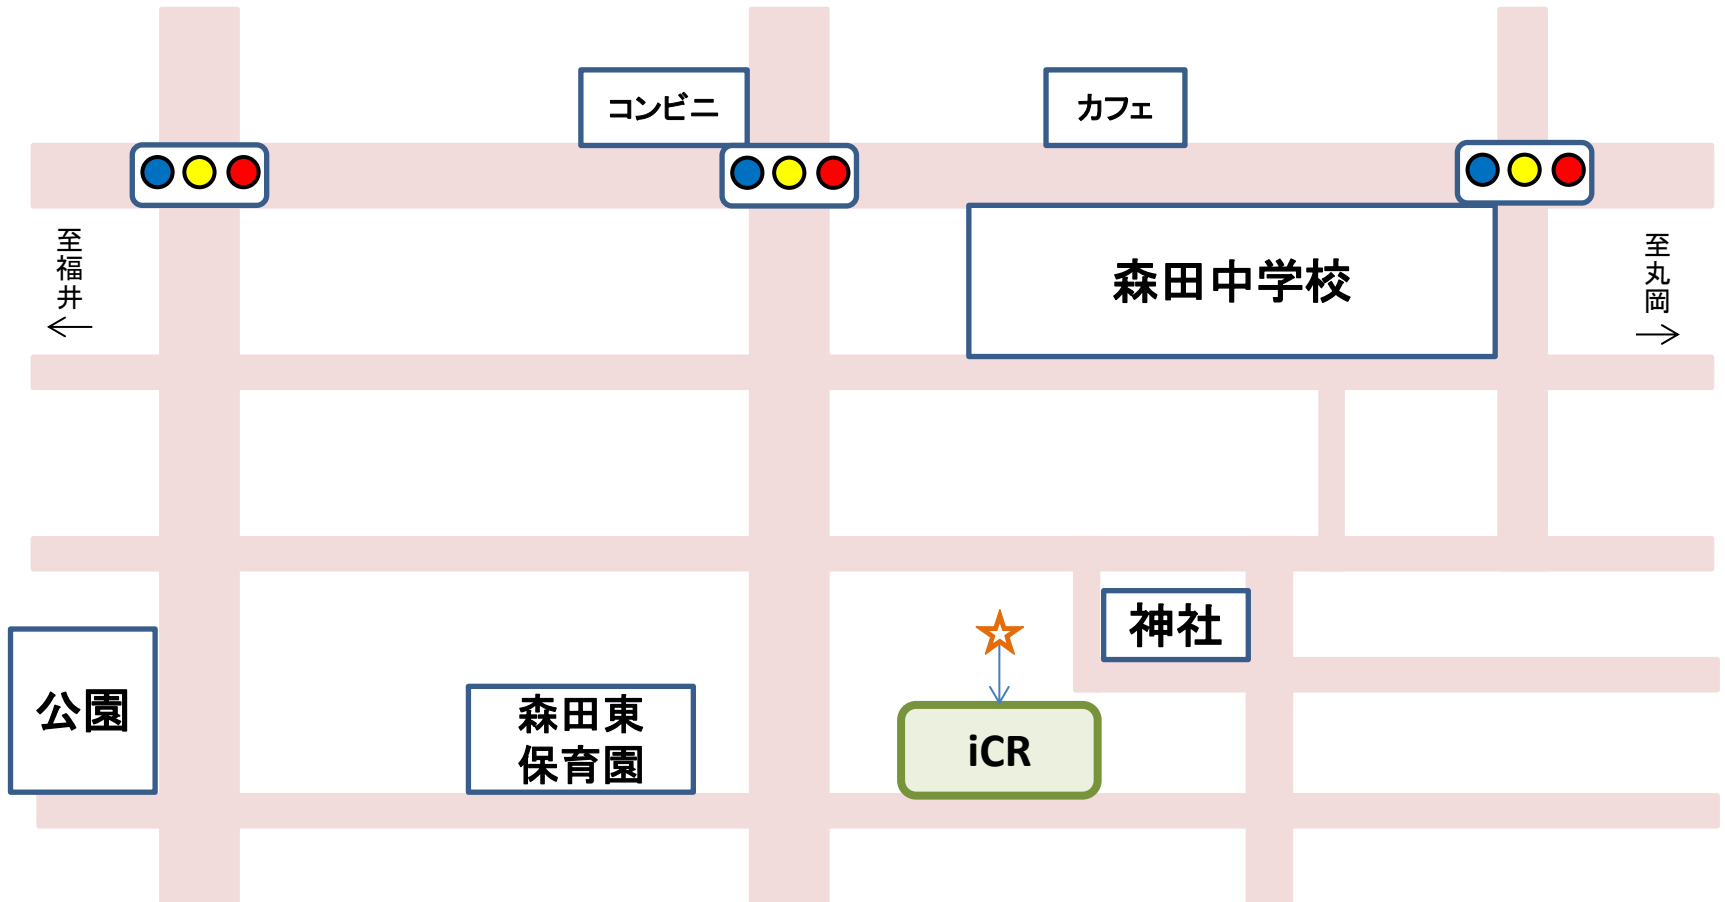 コンビニ
カフェ
至福井
至丸岡
森田中学校
神社
公園
森田東
保育園
iCR